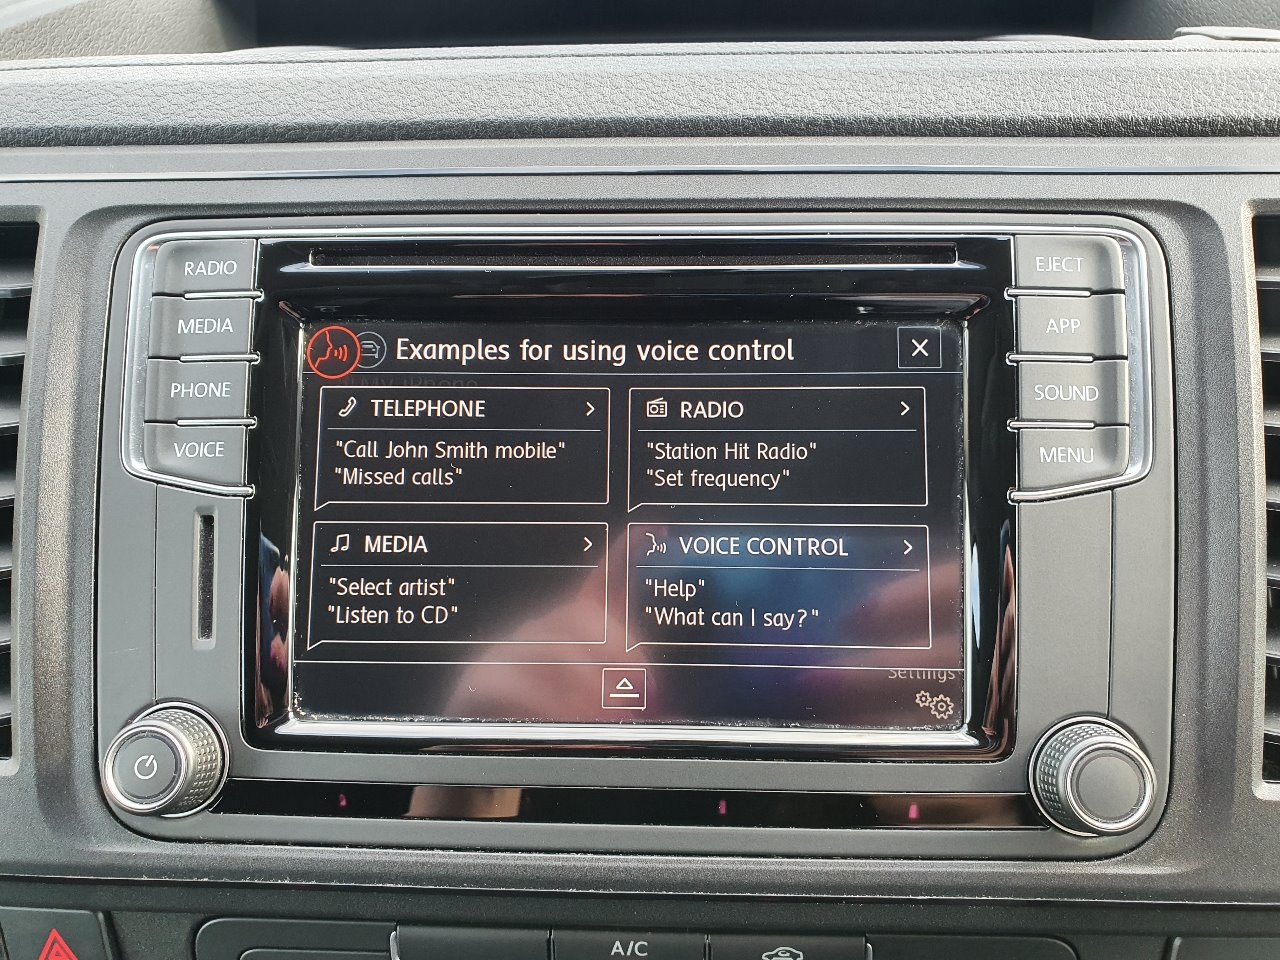 RADIO
MEDIA
PHONE
VOICE
EJECT
APP
SOUND
MENU
Examples for using voice control
My iPhone
TELEPHONE
"Call John Smith mobile"
"Missed calls"
RADIO
"Station Hit Radio"
"Set frequency"
MEDIA
"Select artist"
"Listen to CD"
VOICE CONTROL
"Help"
"What can I say?"
Settings
A/C